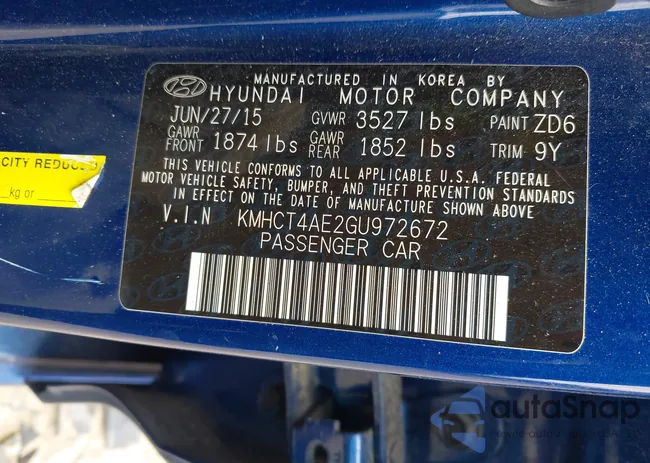 MANUFACTURED IN KOREA BY
HYUNDAI MOTOR COMPANY
JUN/27/15 GVWR 3527 lbs PAINT ZD6
GAWR FRONT 1874 lbs GAWR REAR 1852 lbs TRIM 9Y
THIS VEHICLE CONFORMS TO ALL APPLICABLE U.S.A. FEDERAL
MOTOR VEHICLE SAFETY, BUMPER, AND THEFT PREVENTION STANDARDS
IN EFFECT ON THE DATE OF MANUFACTURE SHOWN ABOVE
V.I.N KMHCT4AE2GU972672
PASSENGER CAR
CITY REDUCED
kg or
autoSnap